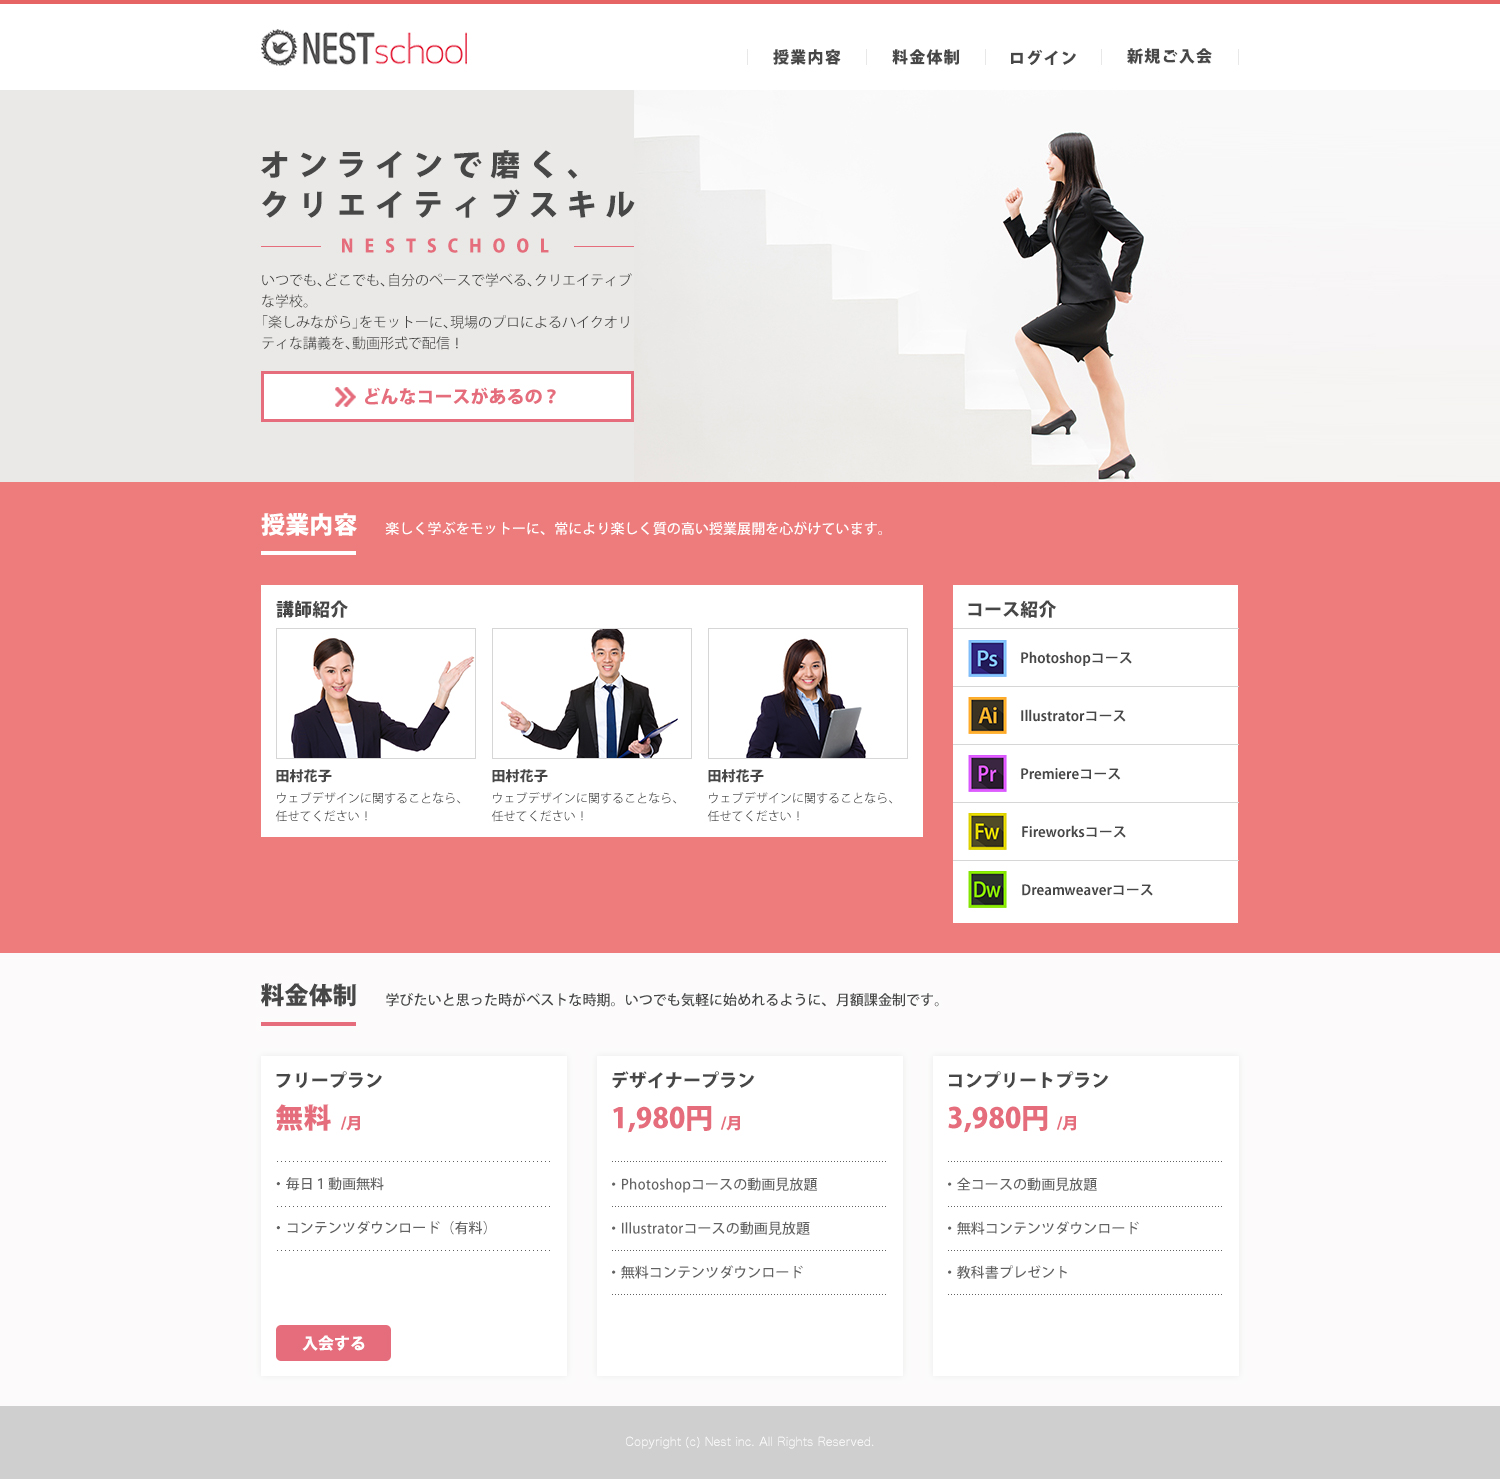 NESTschool
授業内容 料金体制 ログイン 新規ご入会
オンラインで磨く、
クリエイティブスキル
NESTSCHOOL
いつでも、どこでも、自分のペースで学べる、クリエイティブ
な学校。
「楽しみながら」をモットーに、現場のプロによるハイクオリ
ティな講義を、動画形式で配信！
どんなコースがあるの？
授業内容 楽しく学ぶをモットーに、常により楽しく質の高い授業展開を心がけています。
講師紹介
田村花子
ウェブデザインに関することなら、
任せてください！
田村花子
ウェブデザインに関することなら、
任せてください！
田村花子
ウェブデザインに関することなら、
任せてください！
コース紹介
Ps Photoshopコース
Ai Illustratorコース
Pr Premiereコース
Fw Fireworksコース
Dw Dreamweaverコース
料金体制 学びたいと思った時がベストな時期。いつでも気軽に始めれるように、月額課金制です。
フリープラン
無料 /月
・毎日１動画無料
・コンテンツダウンロード（有料）
入会する
デザイナープラン
1,980円 /月
・Photoshopコースの動画見放題
・Illustratorコースの動画見放題
・無料コンテンツダウンロード
コンプリートプラン
3,980円 /月
・全コースの動画見放題
・無料コンテンツダウンロード
・教科書プレゼント
Copyright (c) Nest inc. All Rights Reserved.